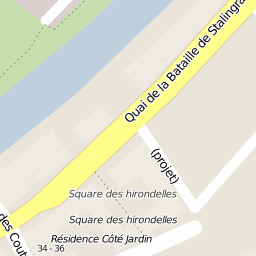 Quai de la Bataille de Stalingra
(projet)
Square des hirondelles
Square des hirondelles
Résidence Côté Jardin
34 - 36
des Cout